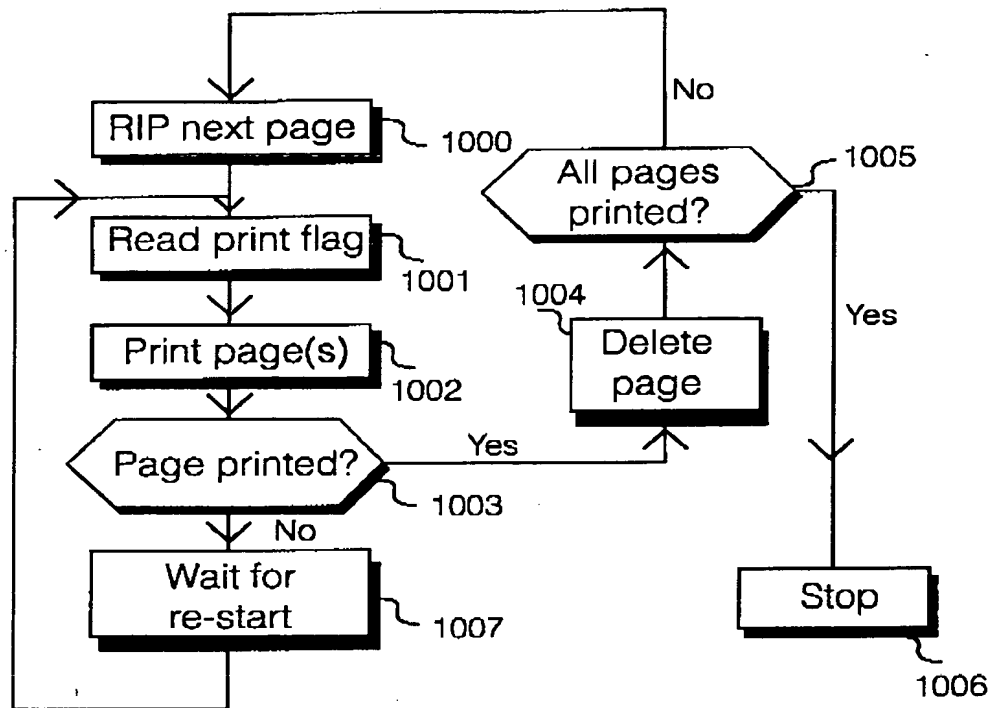 No
RIP next page
1000
All pages
printed?
1005
Read print flag
1001
1004
Delete
page
Yes
Print page(s)
1002
Page printed?
Yes
1003
No
Wait for
re-start
1007
Stop
1006